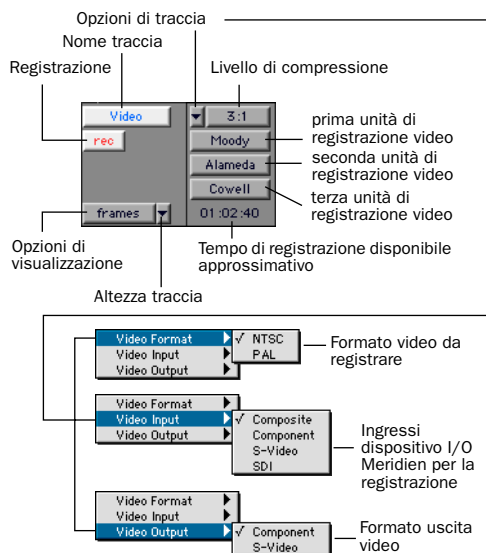 Opzioni di traccia
Nome traccia
Registrazione
Livello di compressione
Video
3:1
rec
Moody
Alameda
Cowell
frames
01:02:40
prima unità di
registrazione video
seconda unità di
registrazione video
terza unità di
registrazione video
Opzioni di
visualizzazione
Tempo di registrazione disponibile
approssimativo
Altezza traccia
Video Format
Video Input
Video Output
√ NTSC
PAL
Formato video da
registrare
Video Format
Video Input
Video Output
√ Composite
Component
S-Video
SDI
Ingressi
dispositivo I/O
Meridien per la
registrazione
Video Format
Video Input
Video Output
√ Component
S-Video
Formato uscita
video